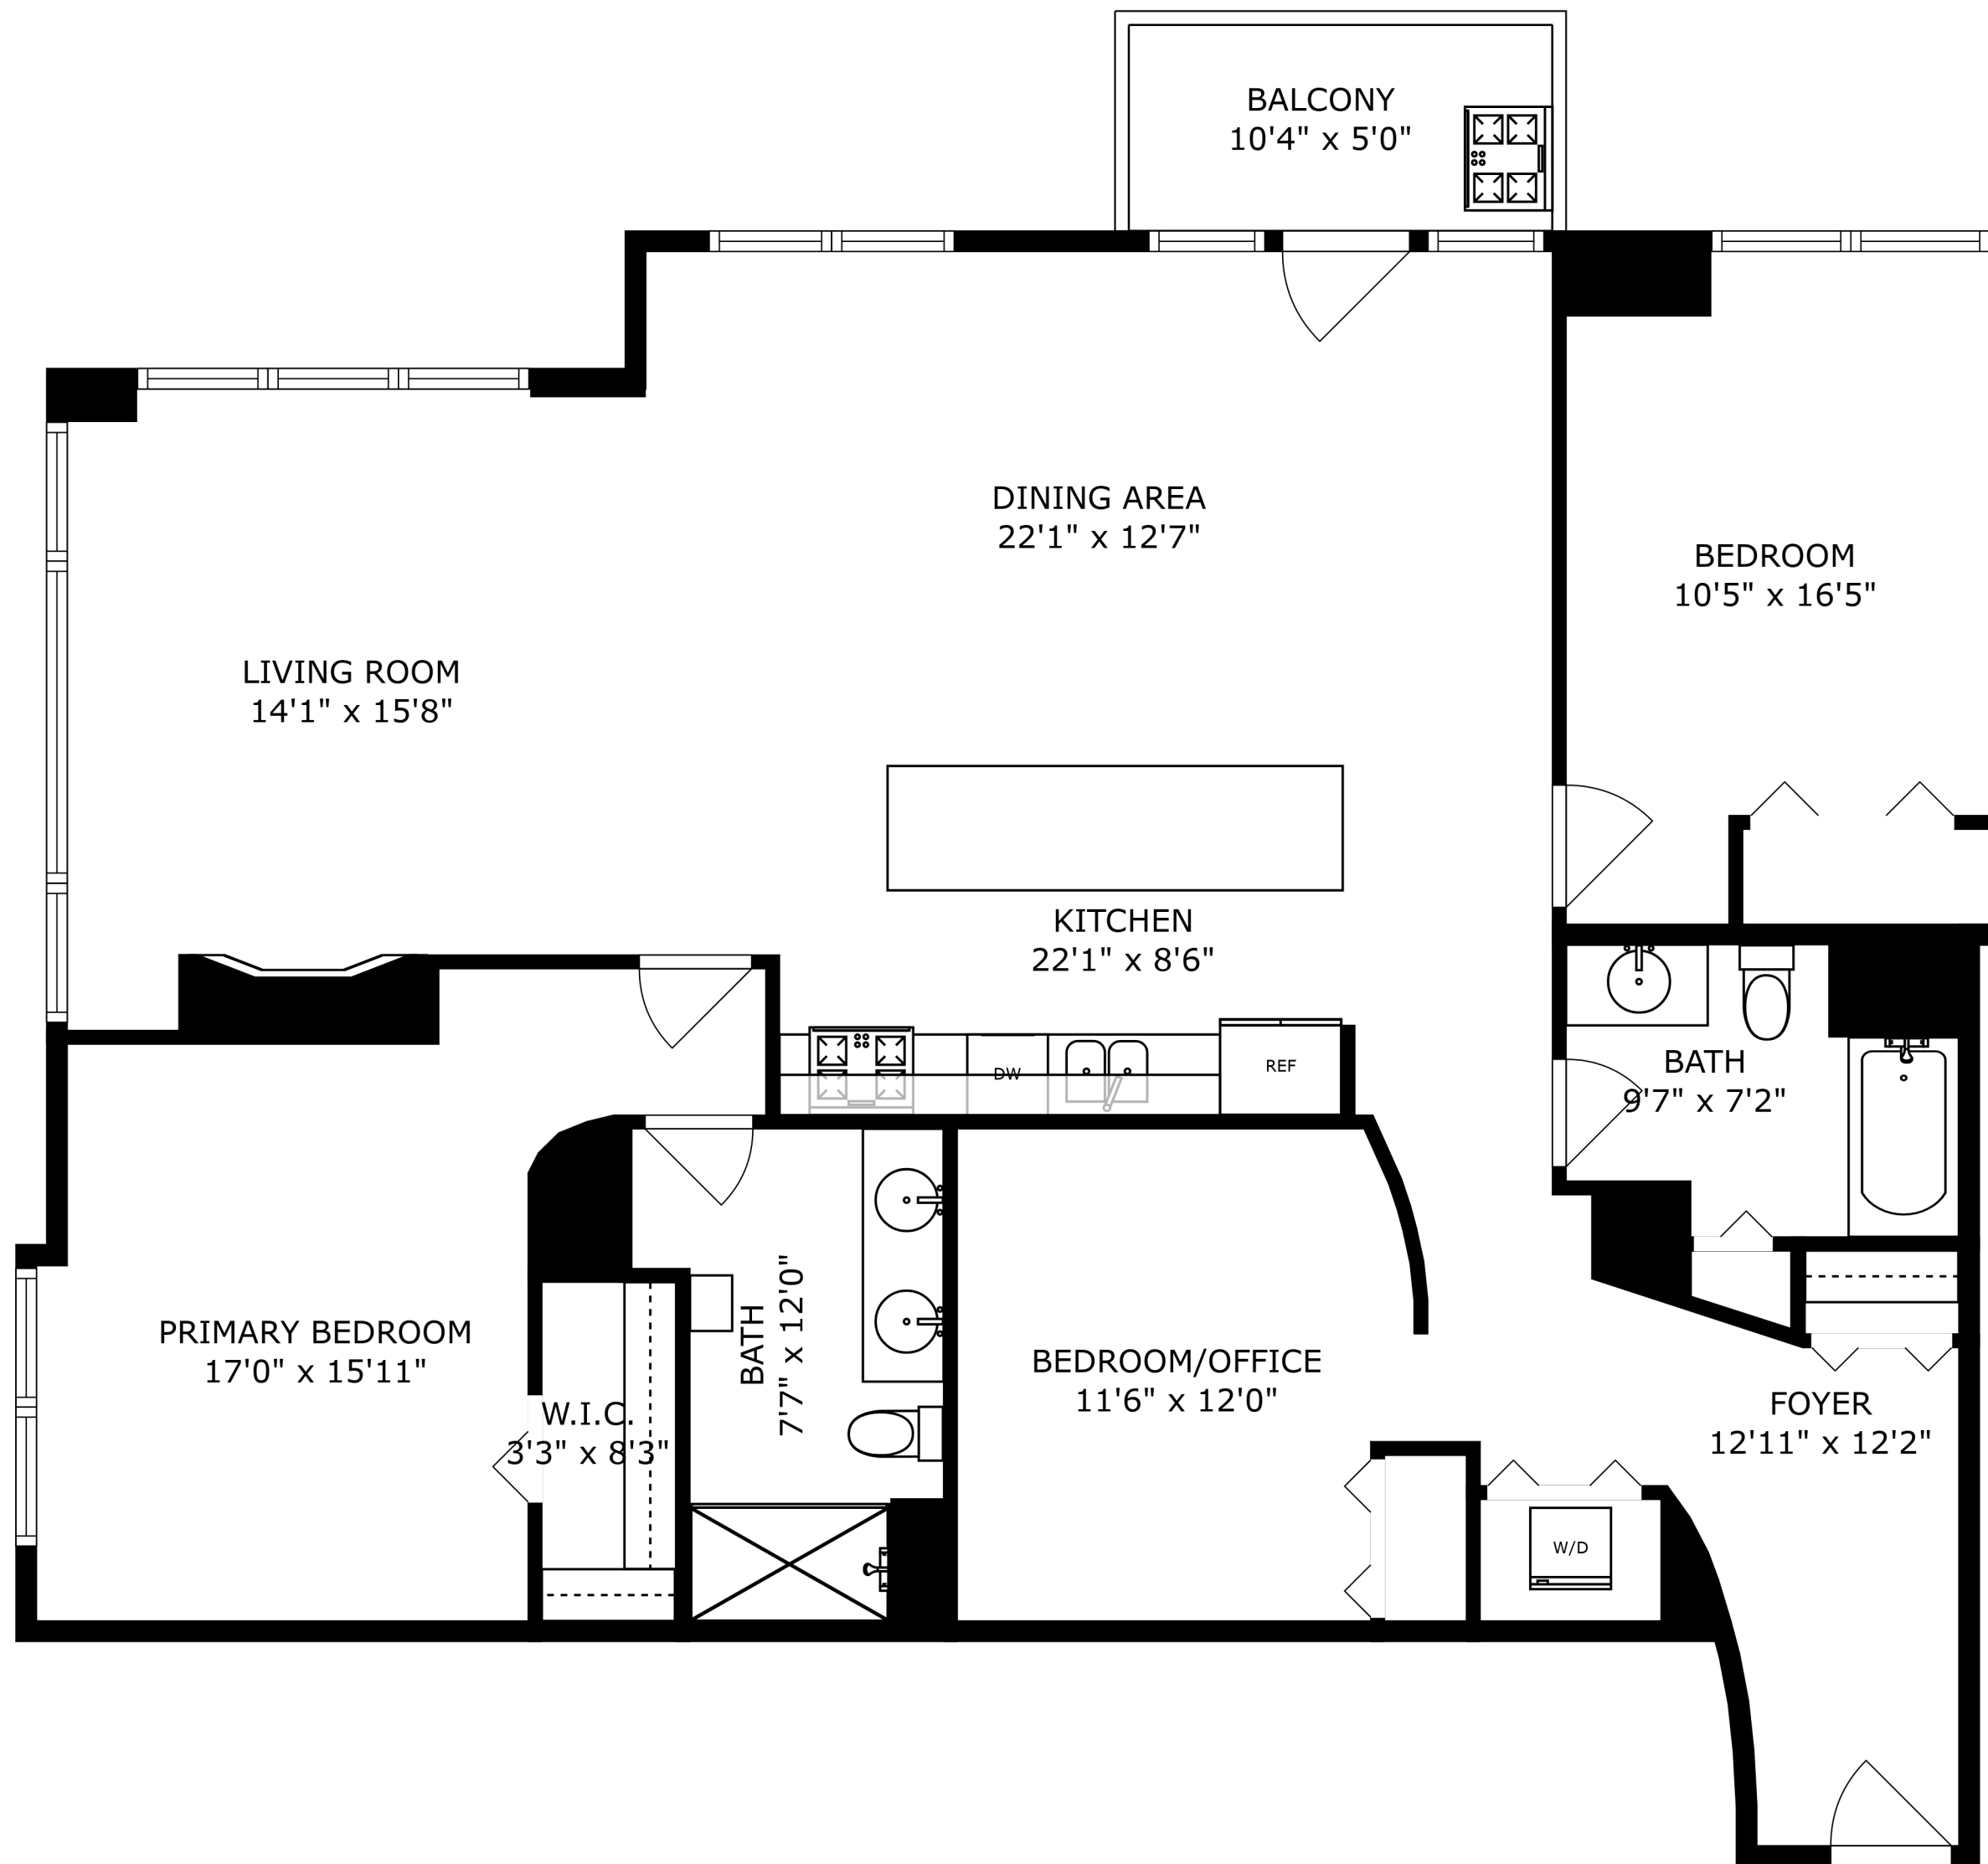 BALCONY
10'4" x 5'0"
DINING AREA
22'1" x 12'7"
BEDROOM
10'5" x 16'5"
LIVING ROOM
14'1" x 15'8"
KITCHEN
22'1" x 8'6"
DW
REF
BATH
9'7" x 7'2"
PRIMARY BEDROOM
17'0" x 15'11"
W.I.C.
3'3" x 8'3"
BATH
7'7" x 12'0"
BEDROOM/OFFICE
11'6" x 12'0"
FOYER
12'11" x 12'2"
W/D